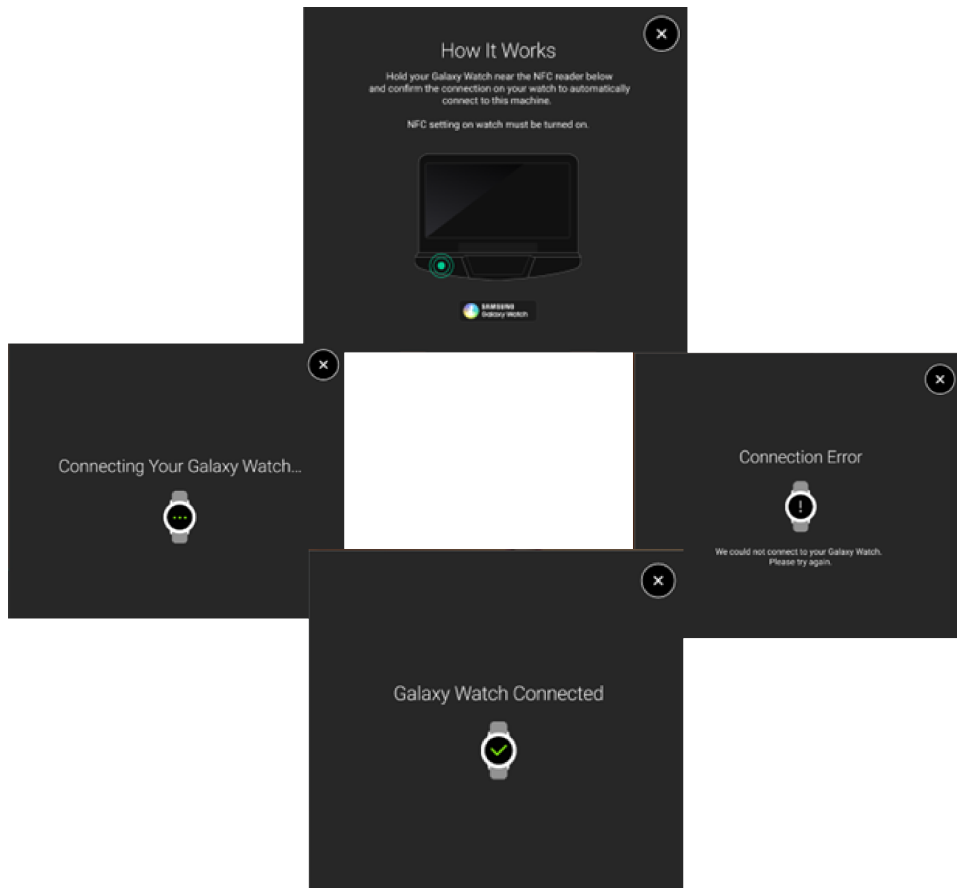 How It Works
Hold your Galaxy Watch near the NFC reader below
and confirm the connection on your watch to automatically
connect to this machine.
NFC setting on watch must be turned on.
SAMSUNG
Galaxy Watch
Connecting Your Galaxy Watch...
Connection Error
We could not connect to your Galaxy Watch.
Please try again.
Galaxy Watch Connected